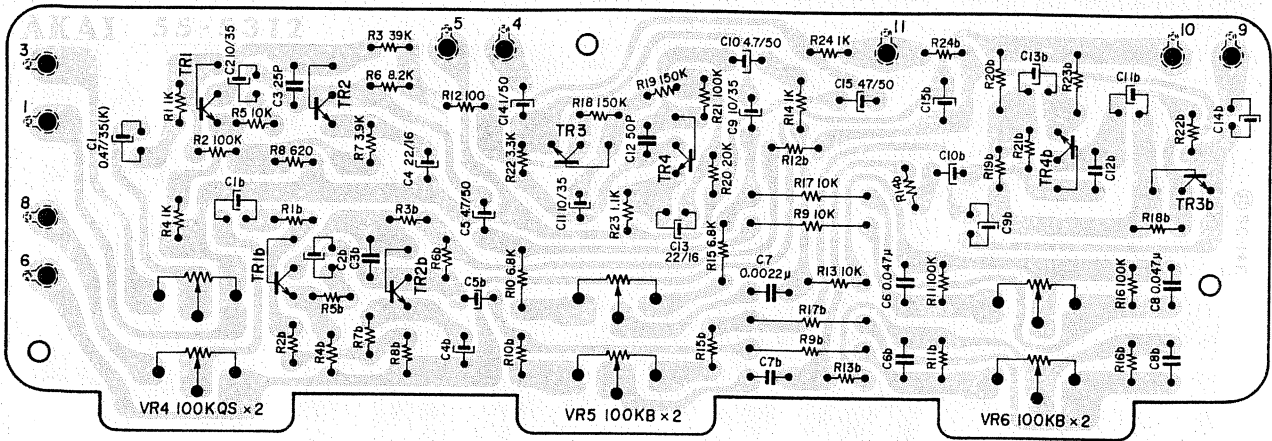 AKAI 5S-5312
3
1
8
6
5
4
11
10
9
TR1
C2 10/35
C3 25P
TR2
R3 39K
R6 8.2K
R12 100
C14 1/50
R18 150K
R19 150K
R21 100K
C10 4.7/50
C9 10/35
R24 1K
R14 1K
C15 47/50
C15b
R24b
R20b
C13b
R23b
C11b
R22b
C14b
R1 1K
R5 10K
C1
0.47/35(K)
R2 100K
R8 620
R7 3.9K
C4 22/16
R22 3.3K
TR3
C12 50P
TR4
R20 20K
R12b
R17 10K
R9 10K
R14b
C10b
R19b
R21b
TR4b
C12b
TR3b
C9b
R18b
R4 1K
C1b
R1b
R3b
C5 47/50
C11 10/35
R23 1.1K
C13
22/16
R15 6.8K
TR1b
C2b
C3b
TR2b
R6b
R5b
C5b
R10 6.8K
C7
0.0022μ
R13 10K
C6 0.047μ
R11 100K
R16 100K
C8 0.047μ
R2b
R4b
R7b
R8b
C4b
R10b
R15b
R17b
R9b
C7b
R13b
C6b
R11b
R16b
C8b
VR4 100KQS ×2
VR5 100KB ×2
VR6 100KB ×2